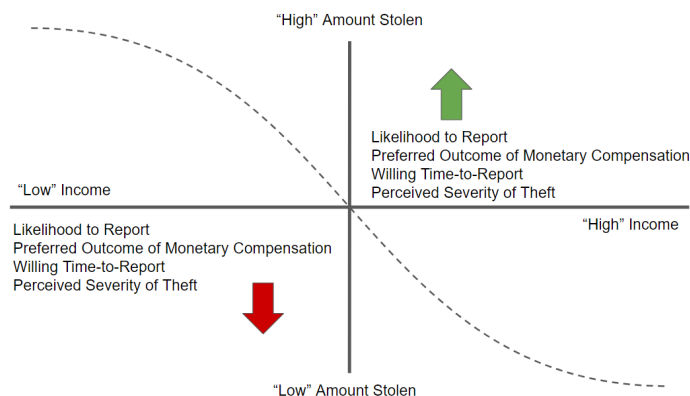 “High” Amount Stolen
Likelihood to Report
Preferred Outcome of Monetary Compensation
Willing Time-to-Report
Perceived Severity of Theft
“Low” Income
“High” Income
Likelihood to Report
Preferred Outcome of Monetary Compensation
Willing Time-to-Report
Perceived Severity of Theft
“Low” Amount Stolen